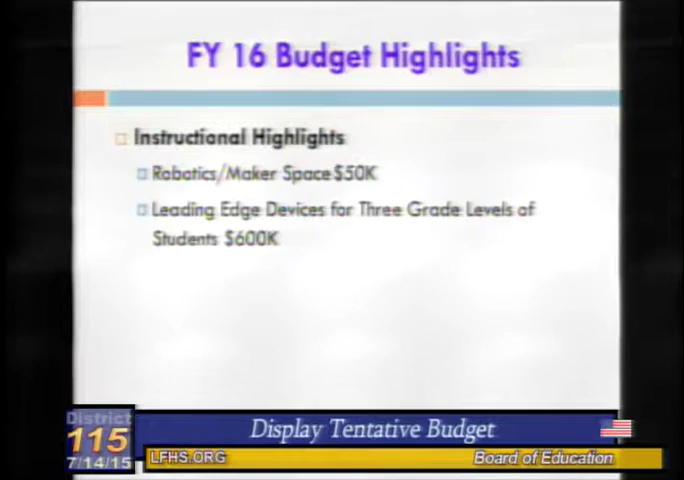 FY 16 Budget Highlights
Instructional Highlights
Robotics/Maker Space $50K
Leading Edge Devices for Three Grade Levels of
Students $600K
District
115
7/14/15
Display Tentative Budget
LFHS.ORG
Board of Education